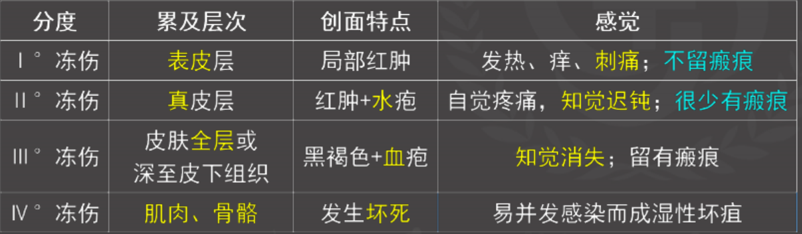 分度 累及层次 创面特点 感觉
Ⅰ°冻伤 表皮层 局部红肿 发热、痒、刺痛；不留瘢痕
Ⅱ°冻伤 真皮层 红肿+水疱 自觉疼痛，知觉迟钝；很少有瘢痕
Ⅲ°冻伤 皮肤全层或
深至皮下组织 黑褐色+血疱 知觉消失；留有瘢痕
Ⅳ°冻伤 肌肉、骨骼 发生坏死 易并发感染而成湿性坏疽